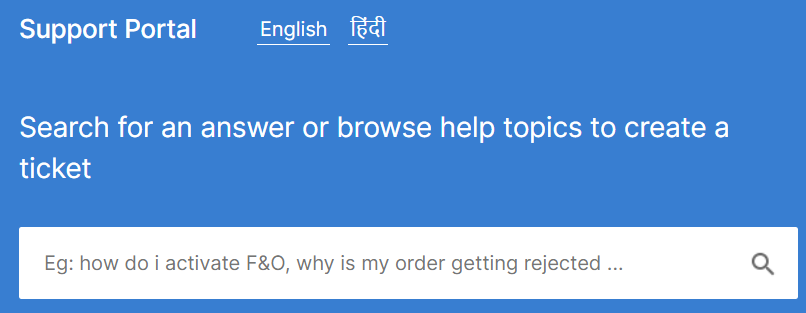 Support Portal English हिंदी
Search for an answer or browse help topics to create a
ticket
Eg: how do i activate F&O, why is my order getting rejected ...